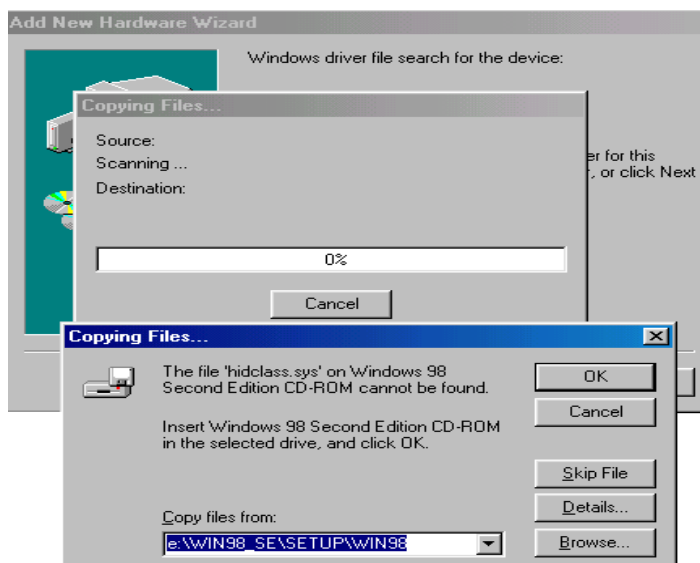 Add New Hardware Wizard
Windows driver file search for the device:
er for this
, or click Next
Copying Files...
Source:
Scanning ...
Destination:
0%
Cancel
Copying Files...
The file 'hidclass.sys' on Windows 98
Second Edition CD-ROM cannot be found.
Insert Windows 98 Second Edition CD-ROM
in the selected drive, and click OK.
Copy files from:
e:\WIN98_SE\SETUP\WIN98
OK
Cancel
Skip File
Details...
Browse...